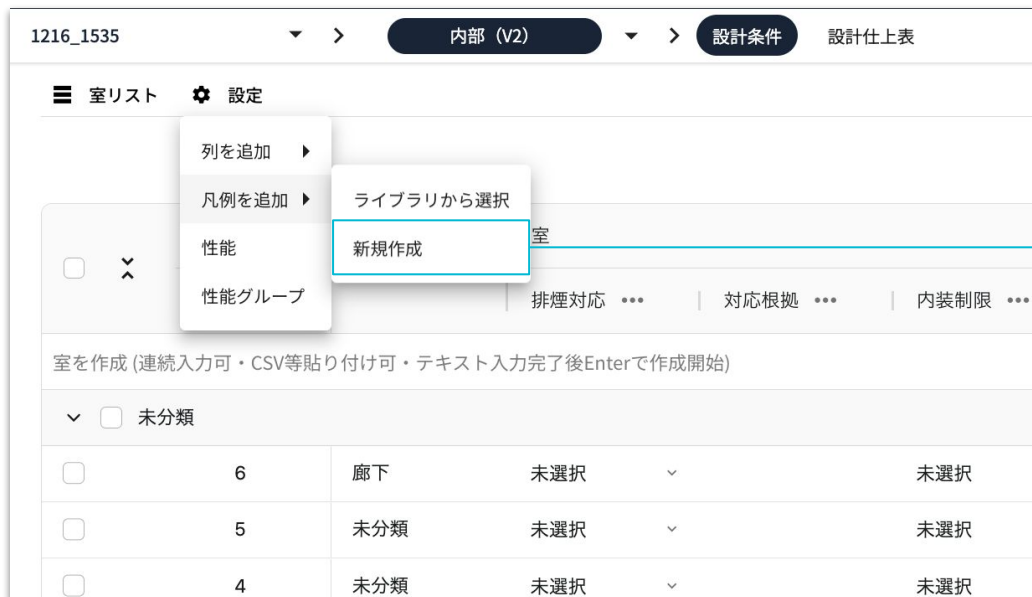 1216_1535 内部（V2） 設計条件 設計仕上表
室リスト 設定
列を追加
凡例を追加 ライブラリから選択
性能 新規作成 室
性能グループ 排煙対応 ••• 対応根拠 ••• 内装制限 •••
室を作成 (連続入力可・CSV等貼り付け可・テキスト入力完了後Enterで作成開始)
未分類
6 廊下 未選択 未選択
5 未分類 未選択 未選択
4 未分類 未選択 未選択